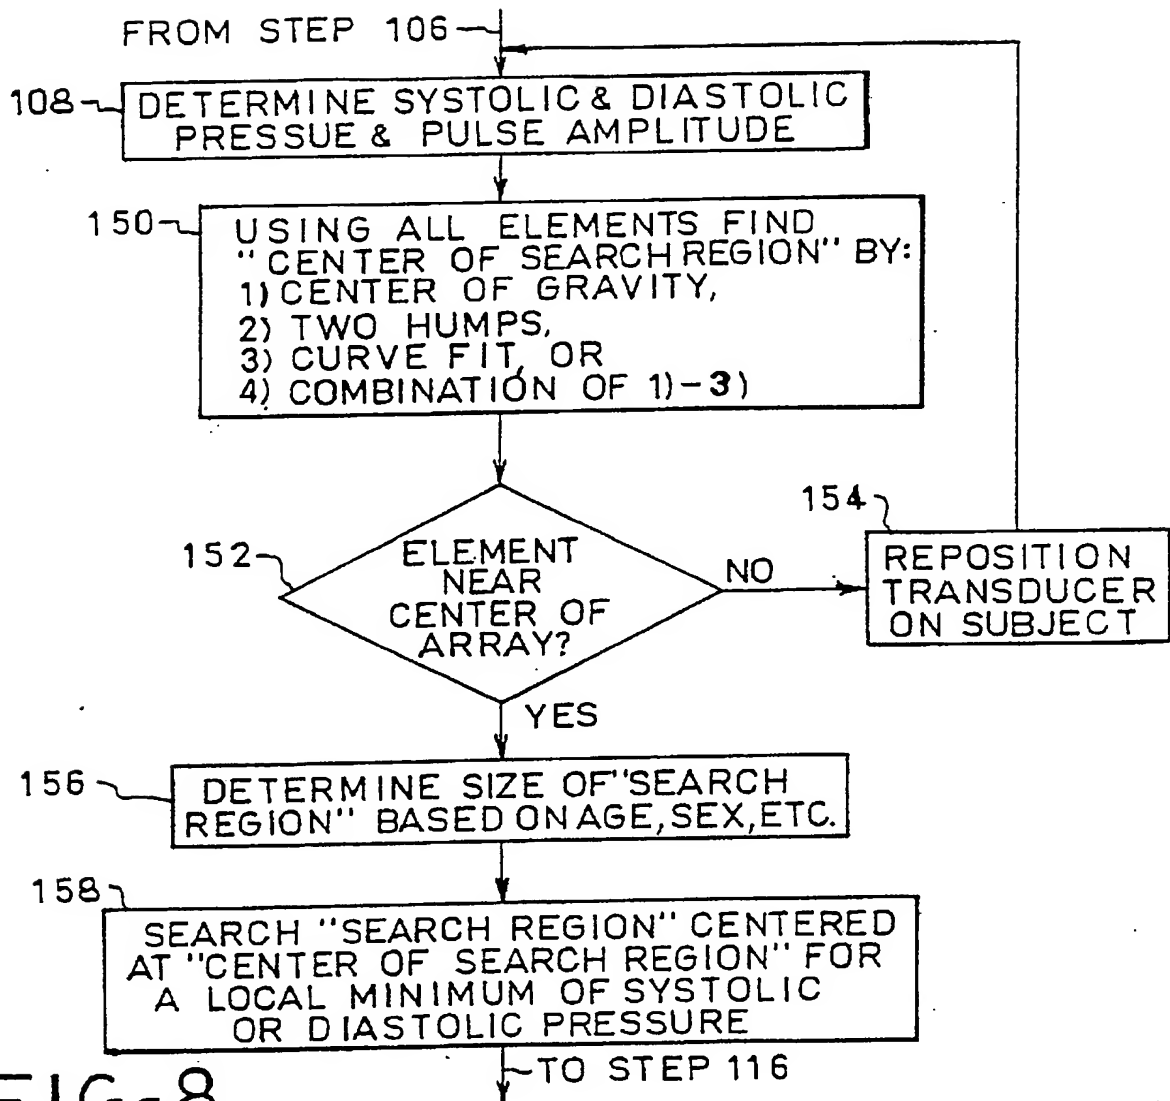 FROM STEP 106
108
DETERMINE SYSTOLIC & DIASTOLIC
PRESSUE & PULSE AMPLITUDE
150
USING ALL ELEMENTS FIND
"CENTER OF SEARCH REGION" BY:
1) CENTER OF GRAVITY,
2) TWO HUMPS,
3) CURVE FIT, OR
4) COMBINATION OF 1)-3)
152
ELEMENT
NEAR
CENTER OF
ARRAY?
NO
154
REPOSITION
TRANSDUCER
ON SUBJECT
YES
156
DETERMINE SIZE OF "SEARCH
REGION" BASED ON AGE, SEX, ETC.
158
SEARCH "SEARCH REGION" CENTERED
AT "CENTER OF SEARCH REGION" FOR
A LOCAL MINIMUM OF SYSTOLIC
OR DIASTOLIC PRESSURE
TO STEP 116
FIG-8